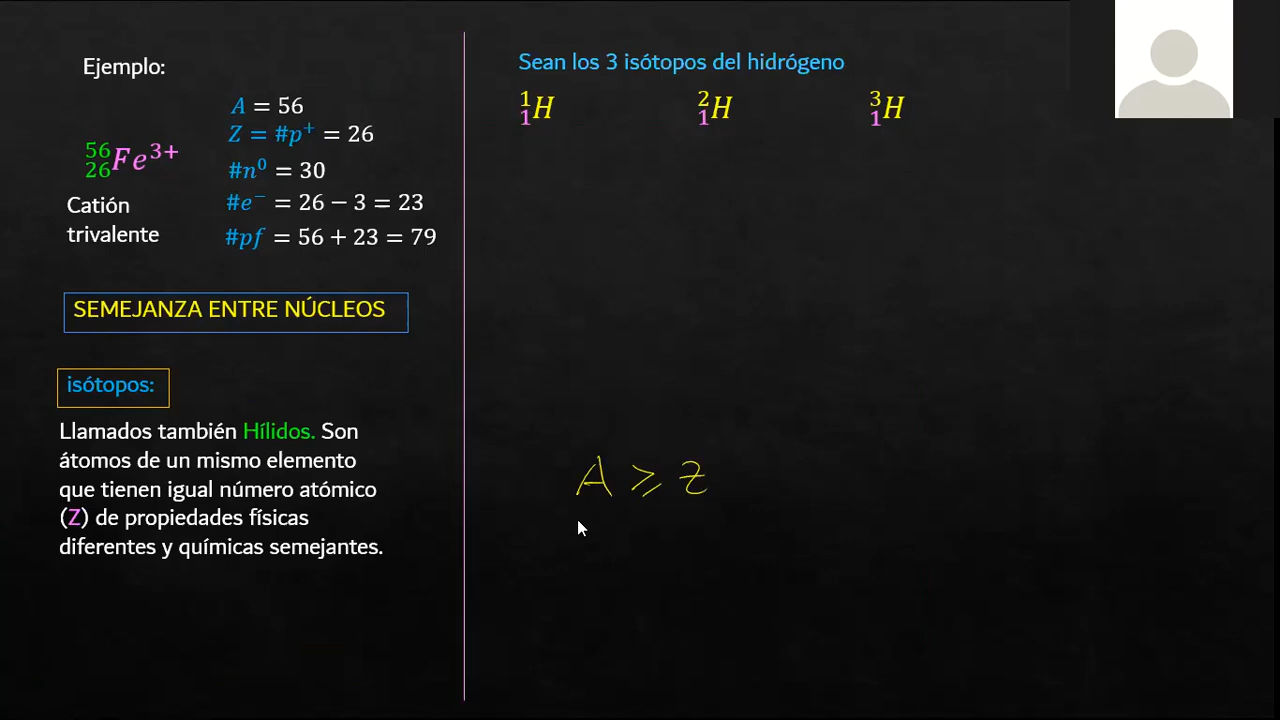 Ejemplo:
A = 56
Z = #p⁺ = 26
⁵⁶₂₆Fe³⁺
#n⁰ = 30
#e⁻ = 26 − 3 = 23
#pf = 56 + 23 = 79
Catión
trivalente
SEMEJANZA ENTRE NÚCLEOS
isótopos:
Llamados también Hílidos. Son
átomos de un mismo elemento
que tienen igual número atómico
(Z) de propiedades físicas
diferentes y químicas semejantes.
Sean los 3 isótopos del hidrógeno
¹₁H ²₁H ³₁H
A ≥ Z